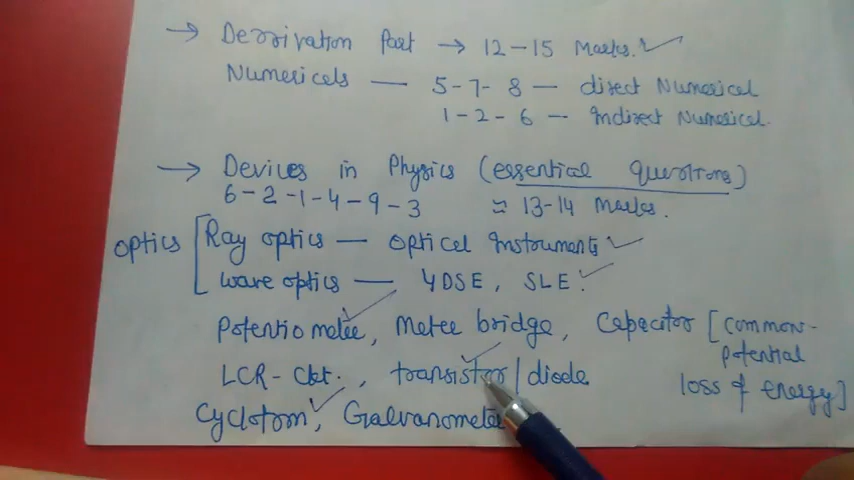 → Derivation Part → 12-15 Marks. ✓
Numericals — 5-7-8 — direct Numerical
1-2-6 — Indirect Numerical.
→ Devices in Physics (essential questions)
6-2-1-4-9-3 ≈ 13-14 Marks.
optics [Ray optics — optical Instruments ✓
wave optics — YDSE, SLE. ✓
Potentiometer, Meter bridge, Capacitor [common-
potential
LCR-Ckt., transistor/diode loss of energy]
Cyclotorn, Galvanometer